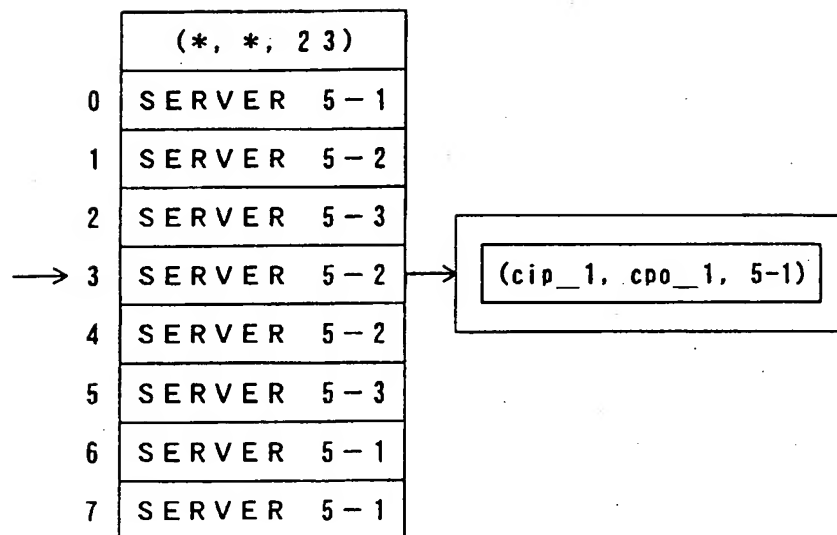 (*, *, 23)
0 SERVER 5-1
1 SERVER 5-2
2 SERVER 5-3
3 SERVER 5-2 (cip_1, cpo_1, 5-1)
4 SERVER 5-2
5 SERVER 5-3
6 SERVER 5-1
7 SERVER 5-1